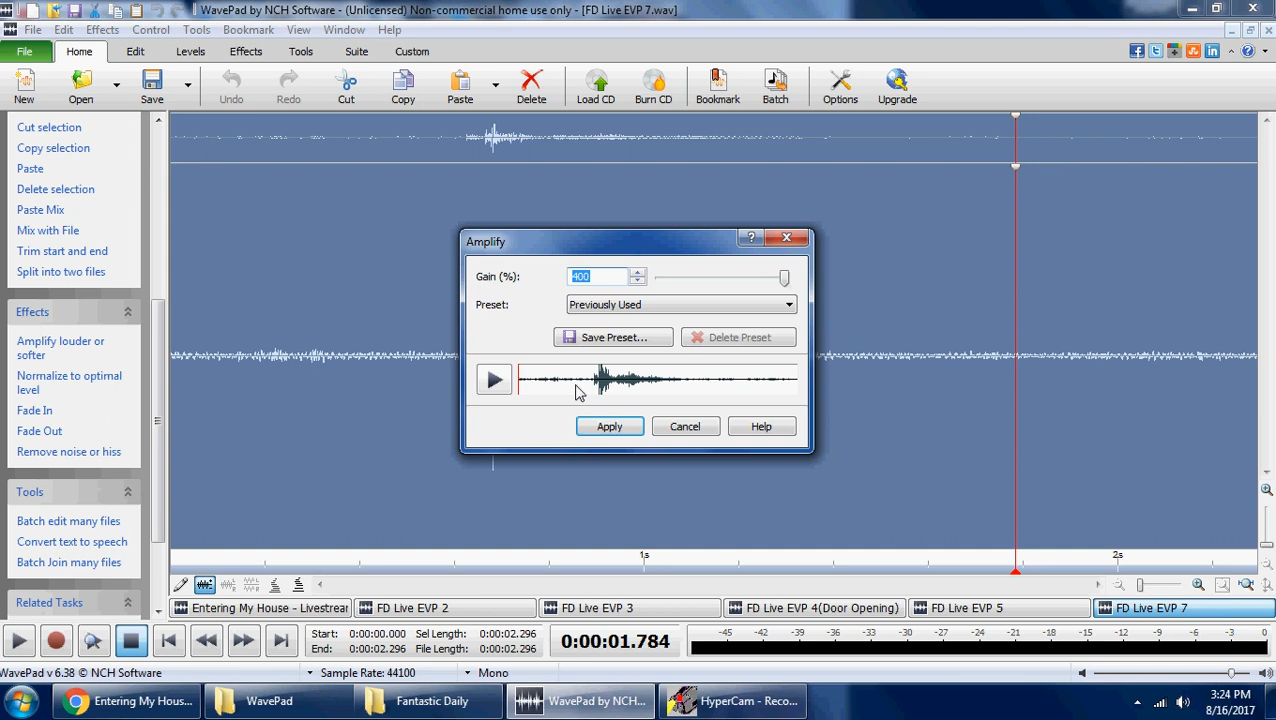 WavePad by NCH Software - (Unlicensed) Non-commercial home use only - [FD Live EVP 7.wav]
File Edit Effects Control Tools Bookmark View Window Help
File Home Edit Levels Effects Tools Suite Custom
New Open Save Undo Redo Cut Copy Paste Delete Load CD Burn CD Bookmark Batch Options Upgrade
Cut selection
Copy selection
Paste
Delete selection
Paste Mix
Mix with File
Trim start and end
Split into two files
Effects
Amplify louder or
softer
Normalize to optimal
level
Fade In
Fade Out
Remove noise or hiss
Tools
Batch edit many files
Convert text to speech
Batch Join many files
Related Tasks
Amplify
Gain (%): 400
Preset: Previously Used
Save Preset... Delete Preset
Apply Cancel Help
1s 2s
Entering My House - Livestream FD Live EVP 2 FD Live EVP 3 FD Live EVP 4(Door Opening) FD Live EVP 5 FD Live EVP 7
Start: 0:00:00.000 Sel Length: 0:00:02.296
End: 0:00:02.296 File Length: 0:00:02.296
0:00:01.784
-45 -42 -39 -36 -33 -30 -27 -24 -21 -18 -15 -12 -9 -6 -3 0
WavePad v 6.38 © NCH Software Sample Rate: 44100 Mono
Entering My Hous... WavePad Fantastic Daily WavePad by NCH... HyperCam - Reco...
3:24 PM
8/16/2017